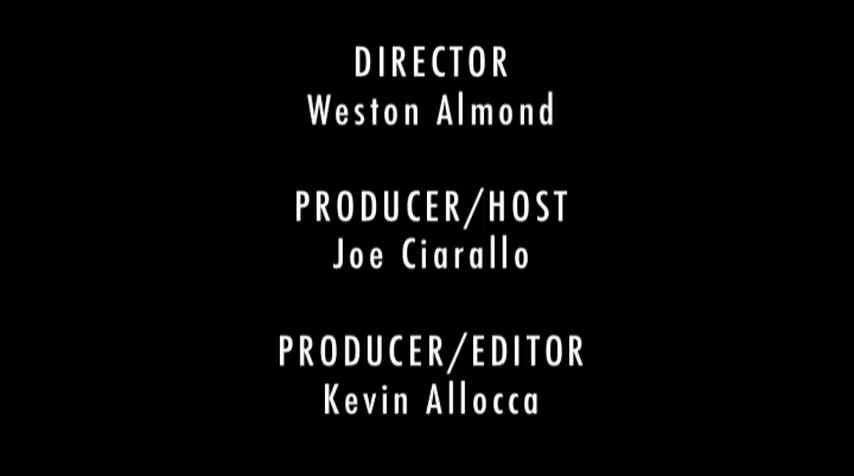 DIRECTOR
Weston Almond
PRODUCER/HOST
Joe Ciarallo
PRODUCER/EDITOR
Kevin Allocca